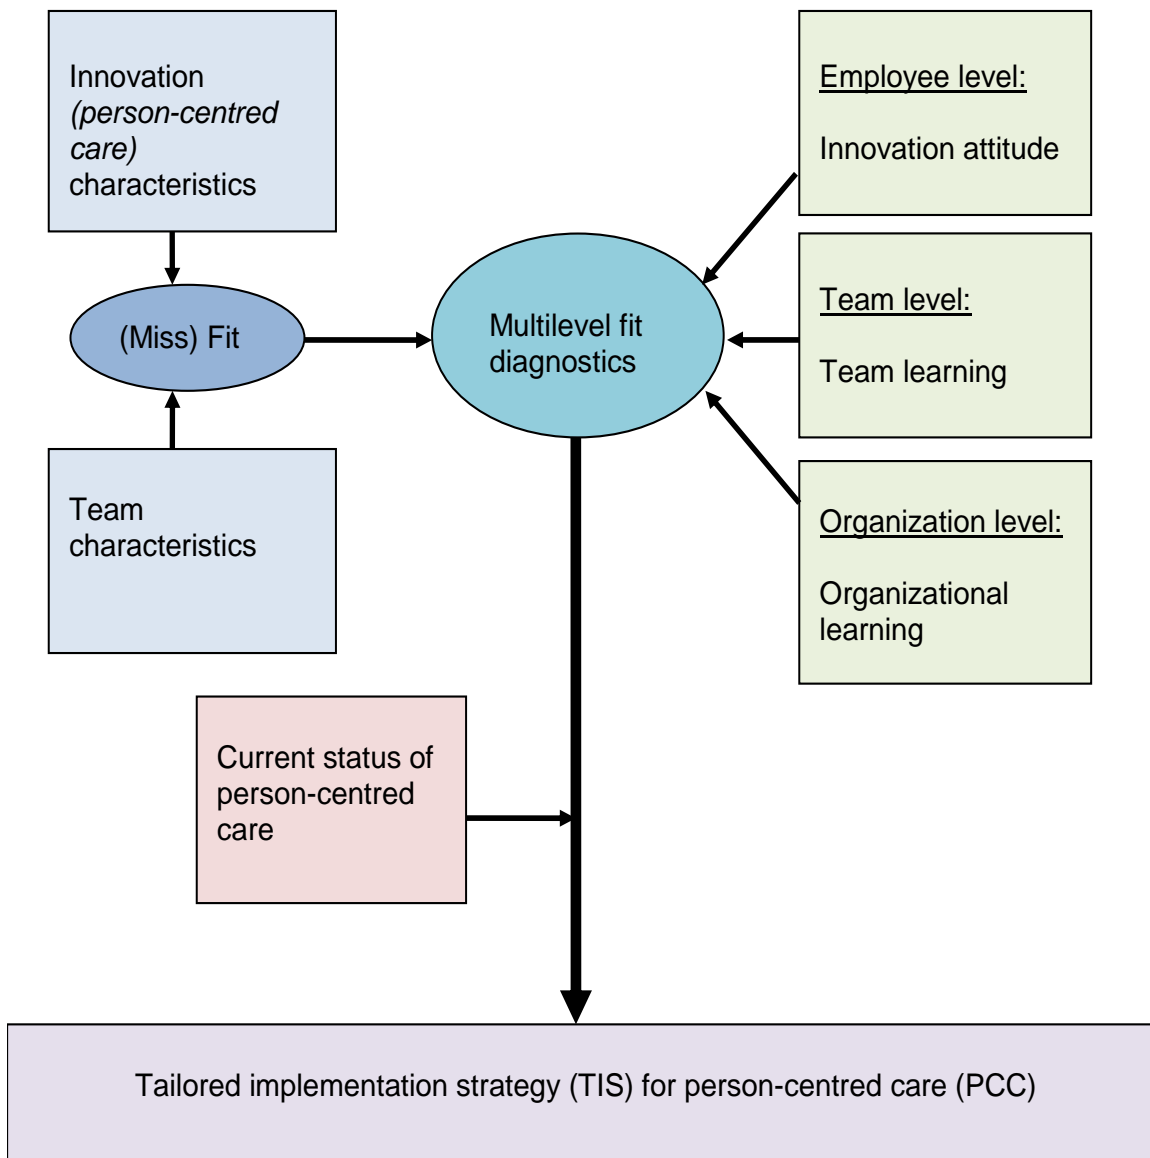 Innovation
(person-centred
care)
characteristics
(Miss) Fit
Team
characteristics
Multilevel fit
diagnostics
Employee level:
Innovation attitude
Team level:
Team learning
Organization level:
Organizational
learning
Current status of
person-centred
care
Tailored implementation strategy (TIS) for person-centred care (PCC)